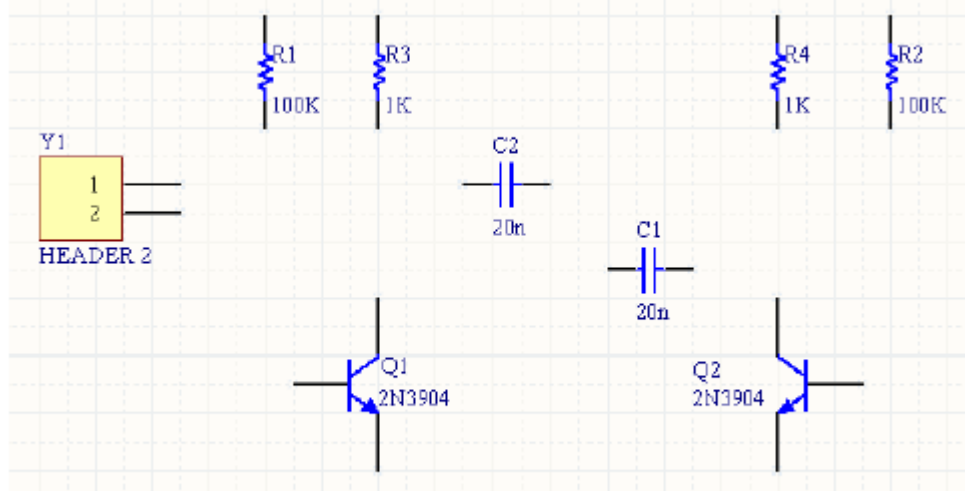 R1
R3
R4
R2
100K
1K
1K
100K
Y1
C2
1
2
20n
C1
HEADER 2
20n
Q1
Q2
2N3904
2N3904